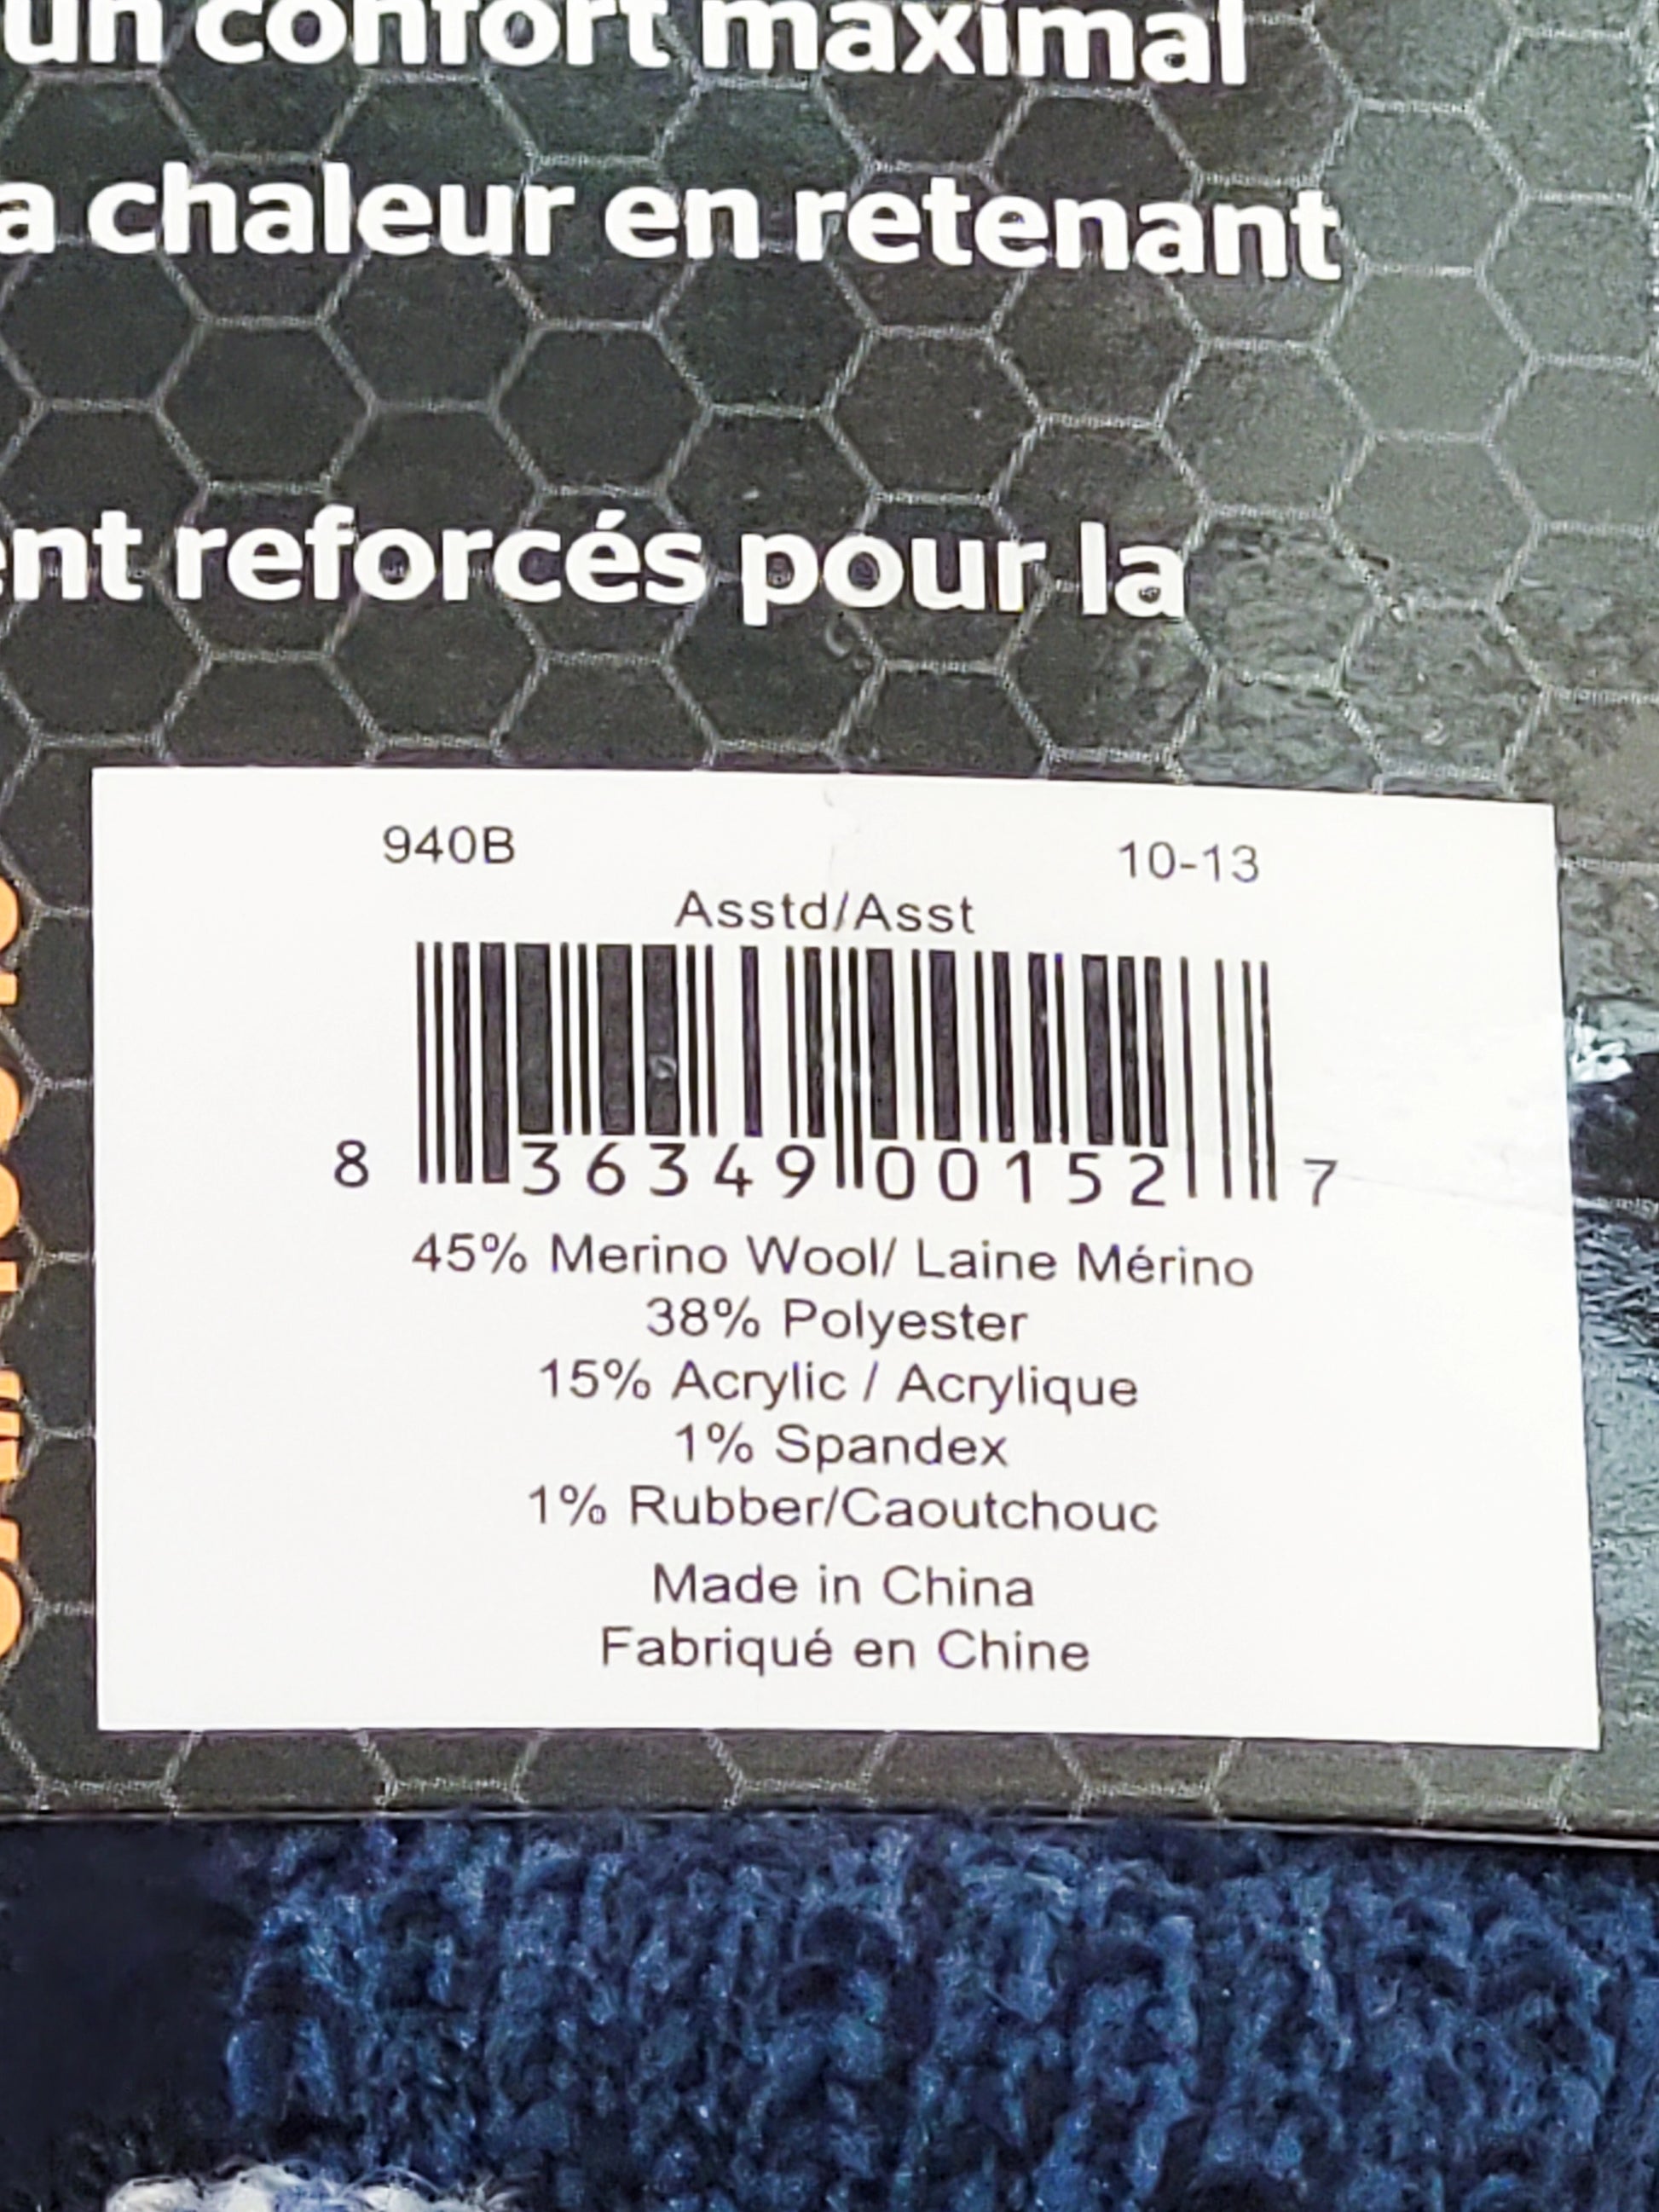 un confort maximal
a chaleur en retenant
ent reforcés pour la
940B 10-13
Asstd/Asst
8 36349 00152 7
45% Merino Wool/ Laine Mérino
38% Polyester
15% Acrylic / Acrylique
1% Spandex
1% Rubber/Caoutchouc
Made in China
Fabriqué en Chine